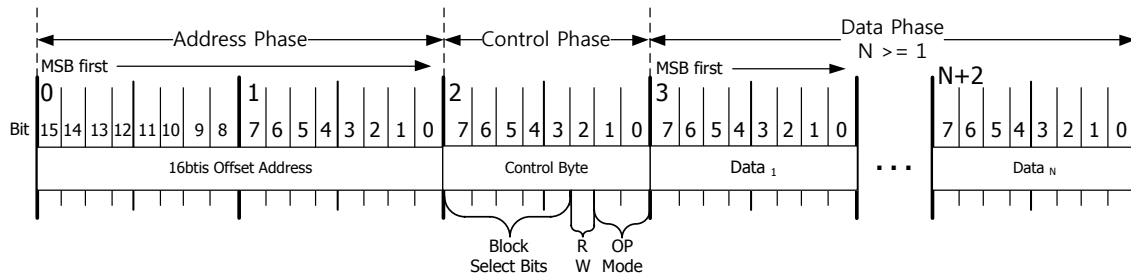 Address Phase Control Phase Data Phase
N >= 1
MSB first MSB first
0 1 2 3 N+2
Bit 15 14 13 12 11 10 9 8 7 6 5 4 3 2 1 0 7 6 5 4 3 2 1 0 7 6 5 4 3 2 1 0 7 6 5 4 3 2 1 0
16btis Offset Address Control Byte Data 1 ... Data N
Block R OP
Select Bits W Mode